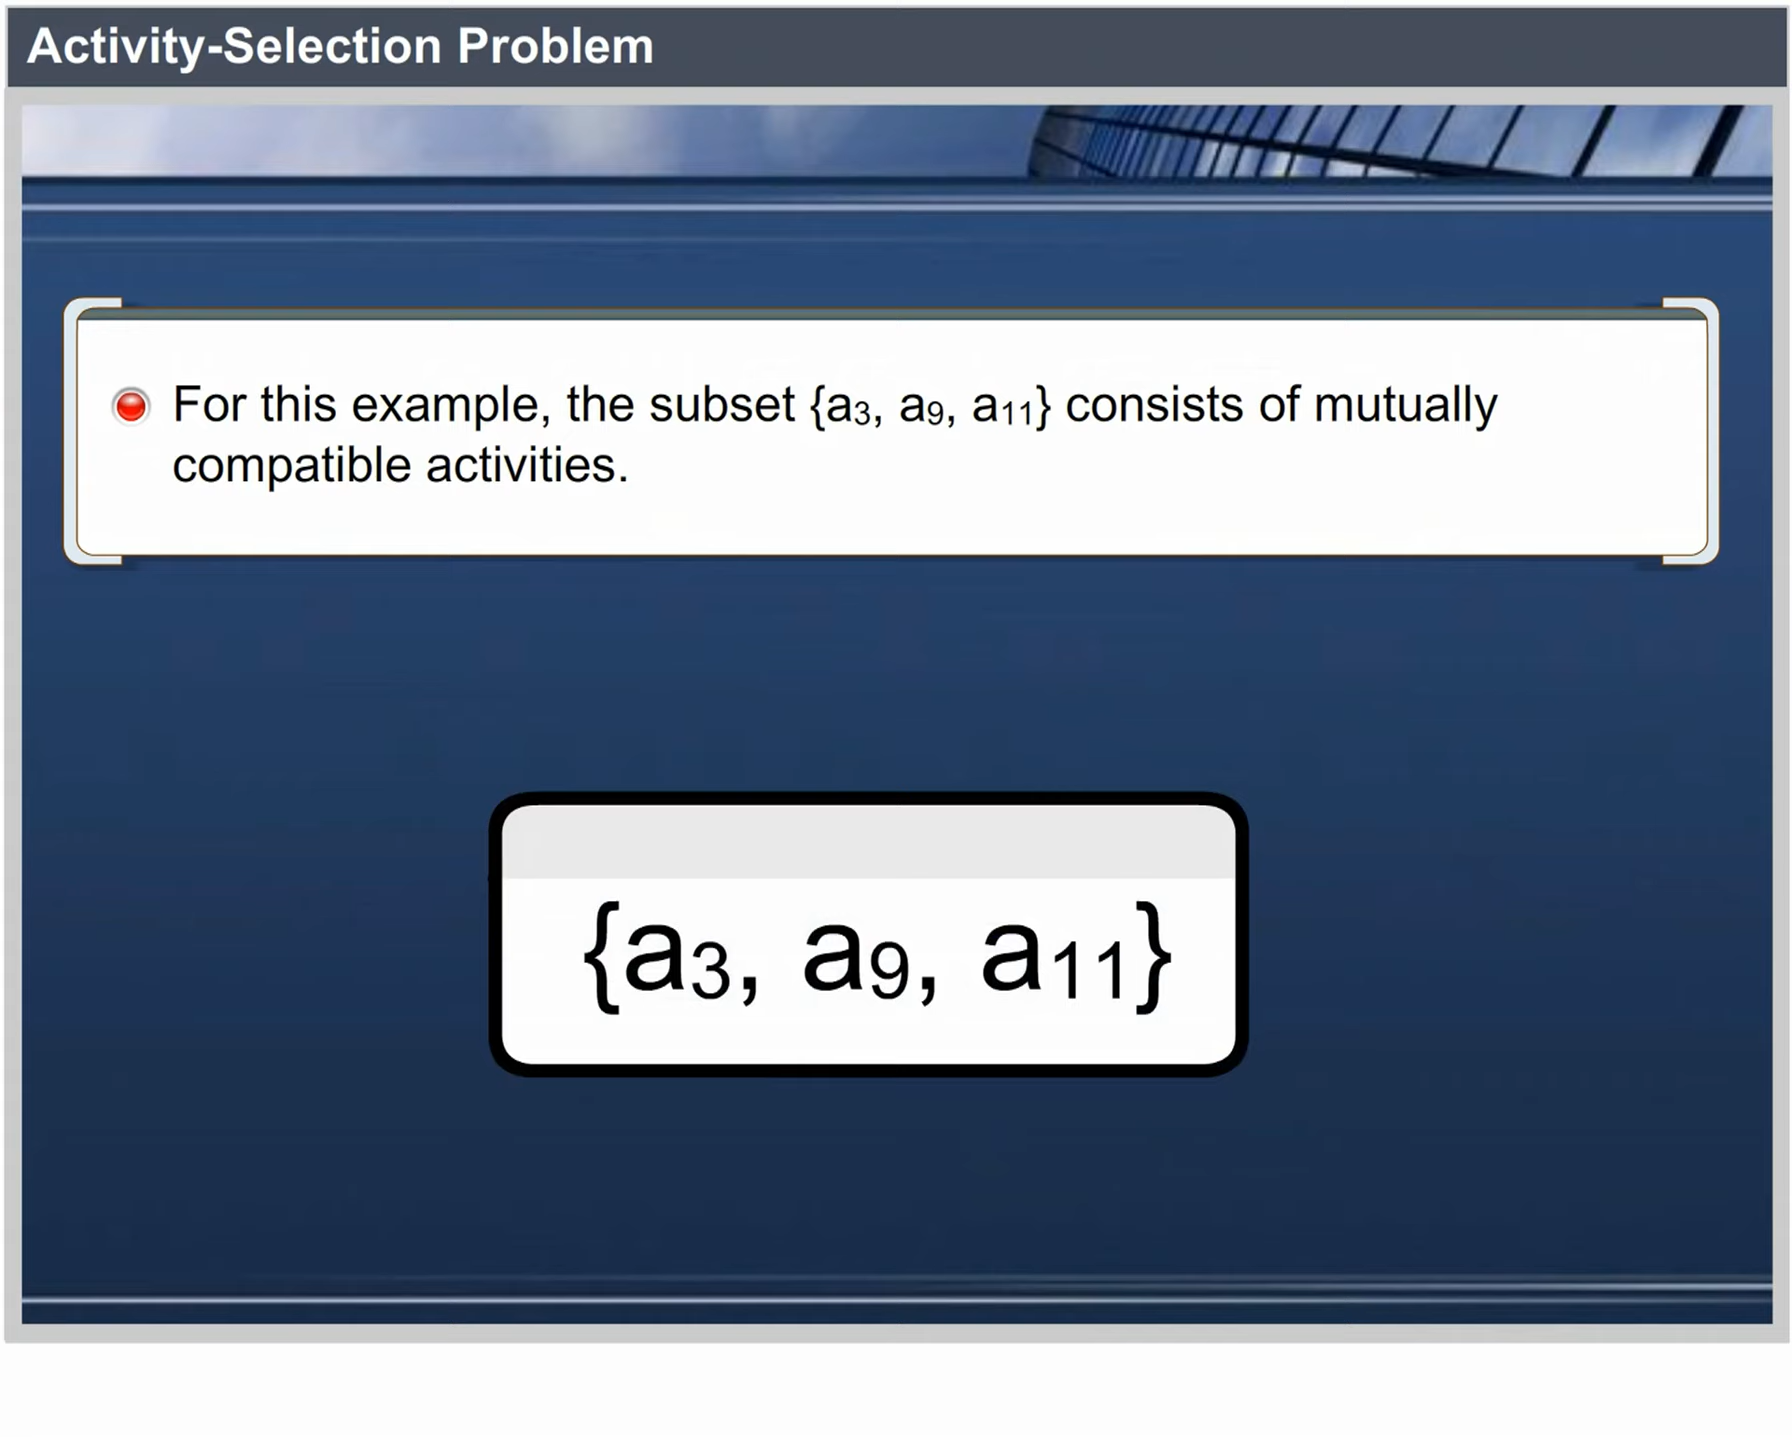 Activity-Selection Problem
For this example, the subset {a₃, a₉, a₁₁} consists of mutually
compatible activities.
{a₃, a₉, a₁₁}